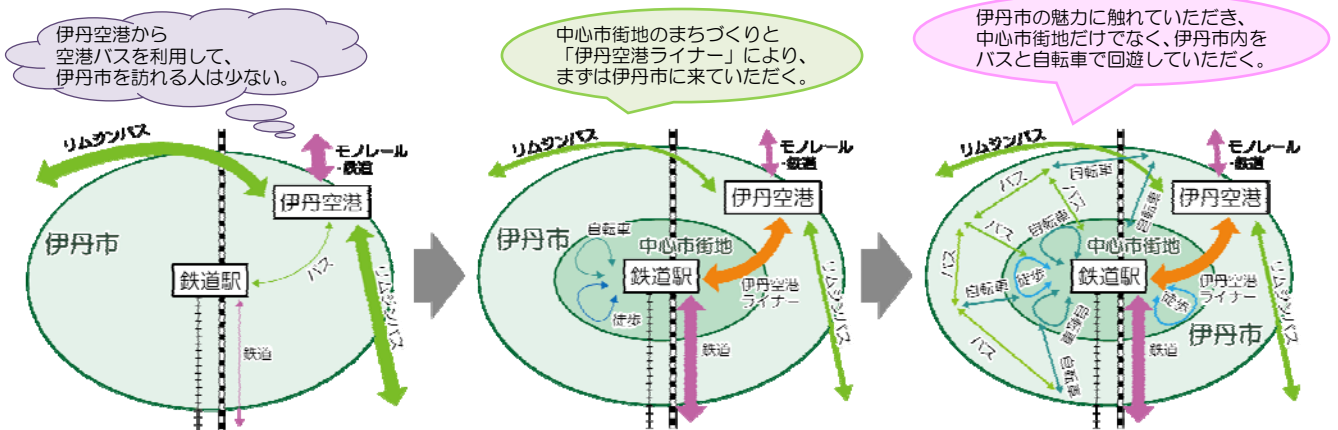 伊丹空港から
空港バスを利用して、
伊丹市を訪れる人は少ない。
リムジンバス
モノレール
・鉄道
伊丹空港
伊丹市
バス
鉄道駅
リムジンバス
鉄道
中心市街地のまちづくりと
「伊丹空港ライナー」により、
まずは伊丹市に来ていただく。
リムジンバス
モノレール
・鉄道
伊丹空港
伊丹市
自転車
中心市街地
鉄道駅
伊丹空港
ライナー
徒歩
リムジンバス
鉄道
伊丹市の魅力に触れていただき、
中心市街地だけでなく、伊丹市内を
バスと自転車で回遊していただく。
リムジンバス
モノレール
・鉄道
自転車
バス
バス
自転車
伊丹空港
自転車
バス
中心市街地
バス
鉄道駅
徒歩
自転車
伊丹空港
ライナー
徒歩
自転車
伊丹市
バス
鉄道
自転車
リムジンバス